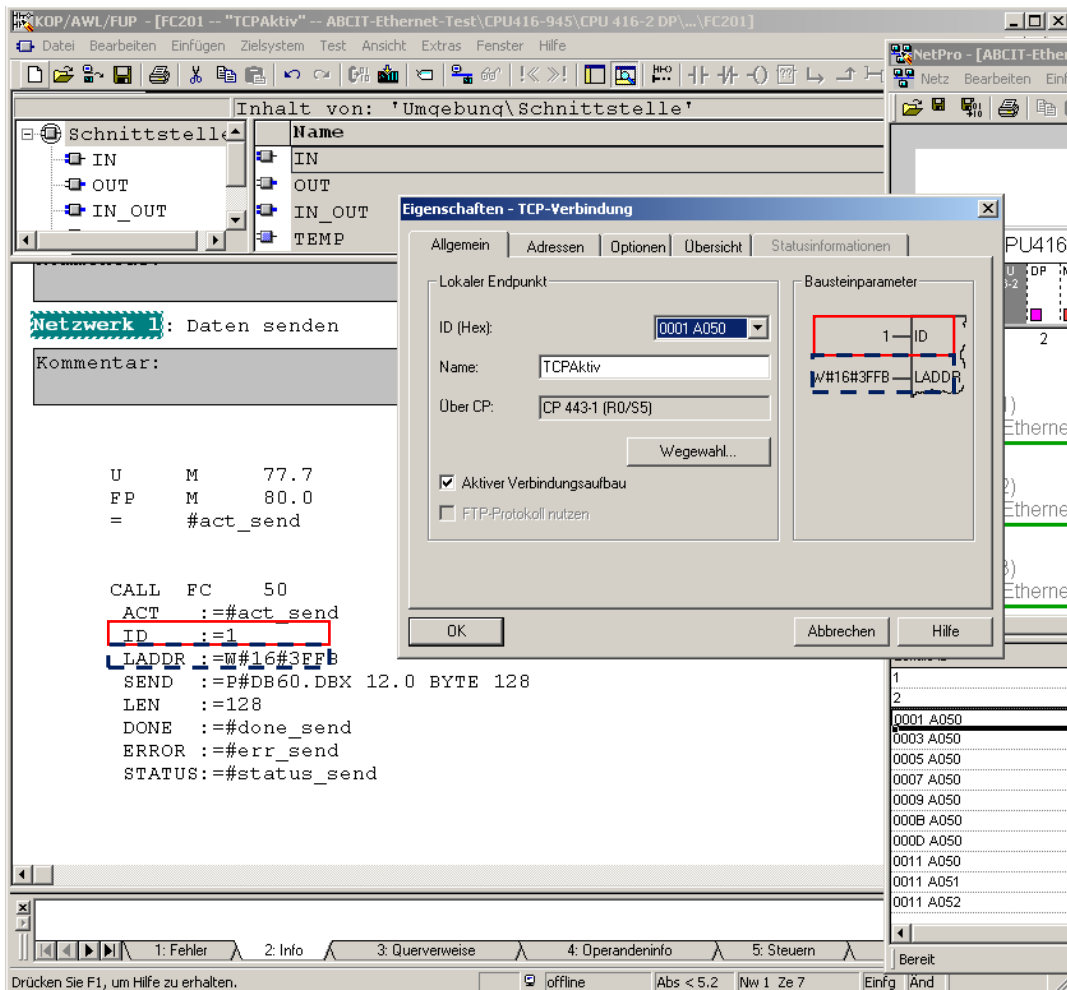 KOP/AWL/FUP - [FC201 -- "TCPAktiv" -- ABCIT-Ethernet-Test\CPU416-945\CPU 416-2 DP\...\FC201]
Datei Bearbeiten Einfügen Zielsystem Test Ansicht Extras Fenster Hilfe
NetPro - [ABCIT-Ether
Netz Bearbeiten Einf
Inhalt von: 'Umgebung\Schnittstelle'
Schnittstelle
IN
OUT
IN_OUT
Name
IN
OUT
IN_OUT
TEMP
Netzwerk 1: Daten senden
Kommentar:
U M 77.7
FP M 80.0
= #act_send
CALL FC 50
ACT :=#act_send
ID :=1
LADDR :=W#16#3FFB
SEND :=P#DB60.DBX 12.0 BYTE 128
LEN :=128
DONE :=#done_send
ERROR :=#err_send
STATUS:=#status_send
Eigenschaften - TCP-Verbindung
Allgemein Adressen Optionen Übersicht Statusinformationen
Lokaler Endpunkt
ID (Hex): 0001 A050
Name: TCPAktiv
Über CP: CP 443-1 (R0/S5)
Wegewahl...
Aktiver Verbindungsaufbau
FTP-Protokoll nutzen
Bausteinparameter
1 ID
W#16#3FFB LADDR
OK Abbrechen Hilfe
PU416
DP
2
Etherne
Etherne
Etherne
1
2
0001 A050
0003 A050
0005 A050
0007 A050
0009 A050
000B A050
000D A050
0011 A050
0011 A051
0011 A052
Bereit
1: Fehler 2: Info 3: Querverweise 4: Operandeninfo 5: Steuern
Drücken Sie F1, um Hilfe zu erhalten. offline Abs < 5.2 Nw 1 Ze 7 Einfg Änd